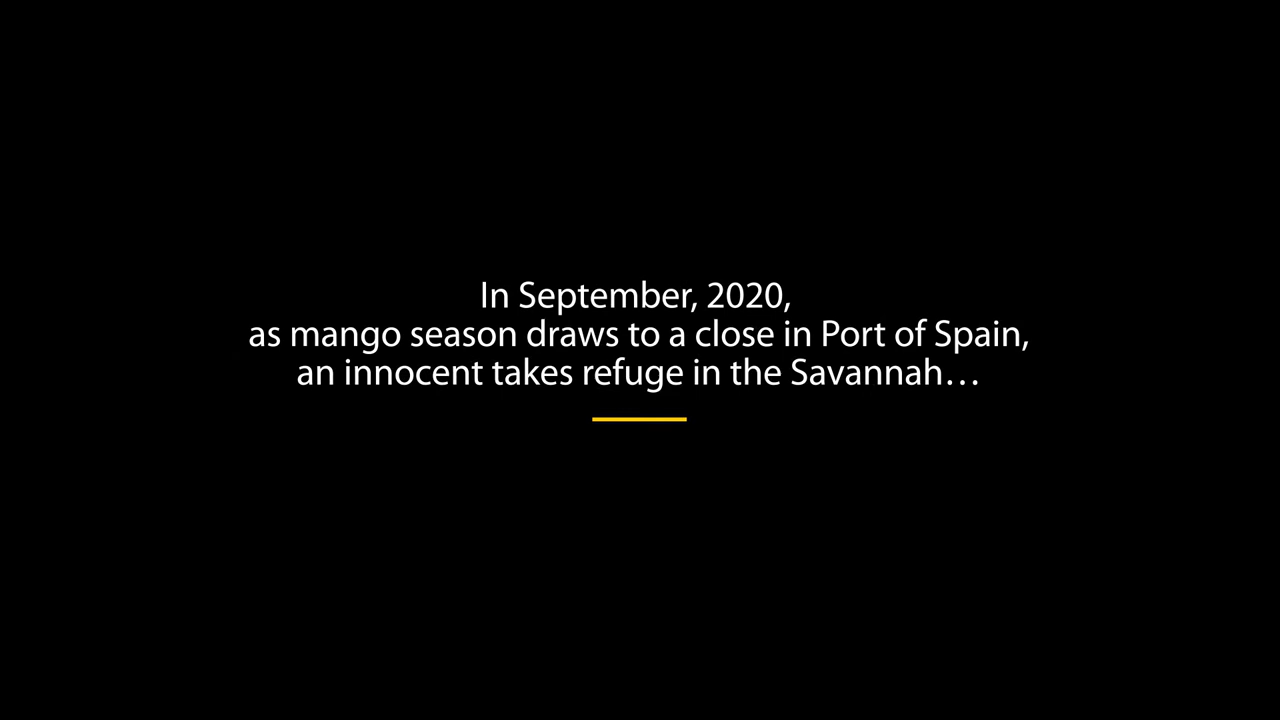 In September, 2020,
as mango season draws to a close in Port of Spain,
an innocent takes refuge in the Savannah…